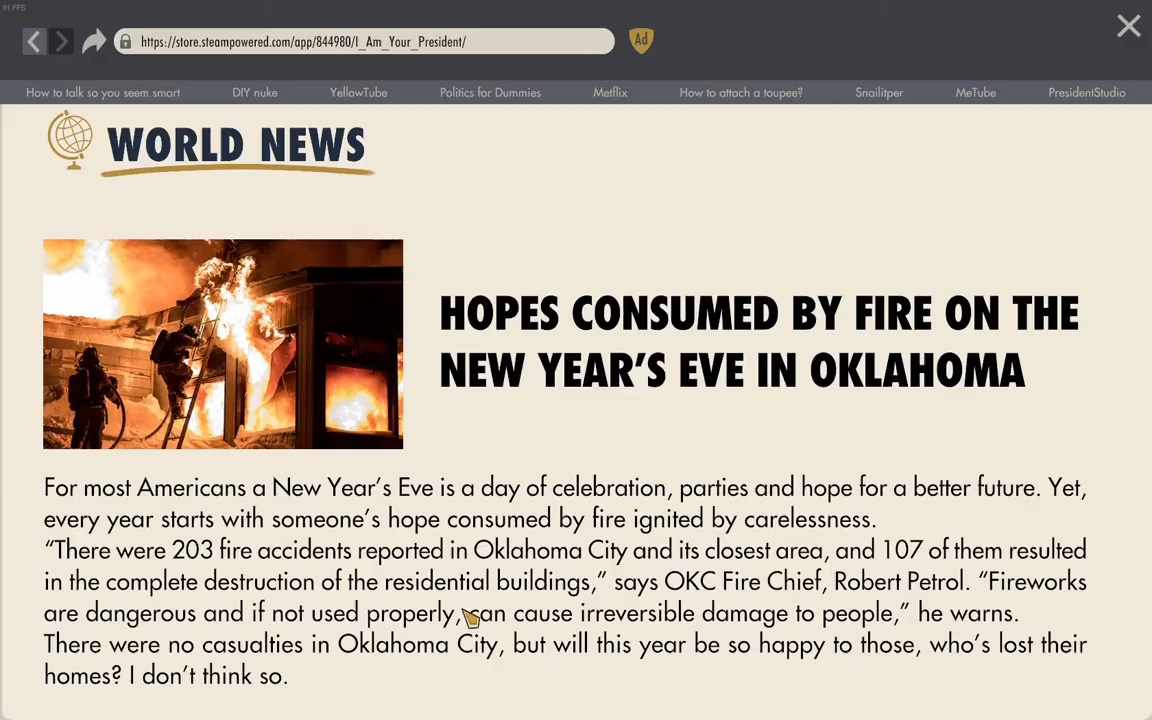 91 FPS
https://store.steampowered.com/app/844980/I_Am_Your_President/
Ad
How to talk so you seem smart DIY nuke YellowTube Politics for Dummies Metflix How to attach a toupee? Snailitper MeTube PresidentStudio
WORLD NEWS
HOPES CONSUMED BY FIRE ON THE
NEW YEAR'S EVE IN OKLAHOMA
For most Americans a New Year's Eve is a day of celebration, parties and hope for a better future. Yet,
every year starts with someone's hope consumed by fire ignited by carelessness.
“There were 203 fire accidents reported in Oklahoma City and its closest area, and 107 of them resulted
in the complete destruction of the residential buildings,” says OKC Fire Chief, Robert Petrol. “Fireworks
are dangerous and if not used properly, can cause irreversible damage to people,” he warns.
There were no casualties in Oklahoma City, but will this year be so happy to those, who's lost their
homes? I don't think so.